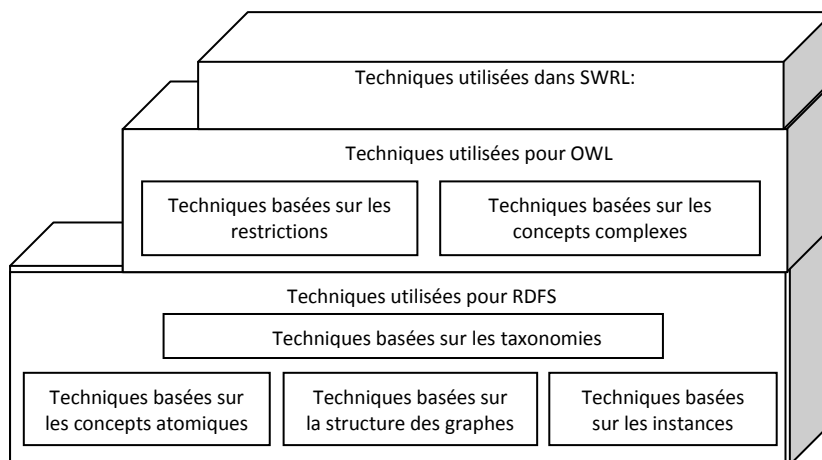 Techniques utilisées dans SWRL:
Techniques utilisées pour OWL
Techniques basées sur les
restrictions
Techniques basées sur les
concepts complexes
Techniques utilisées pour RDFS
Techniques basées sur les taxonomies
Techniques basées sur
les concepts atomiques
Techniques basées sur
la structure des graphes
Techniques basées
sur les instances